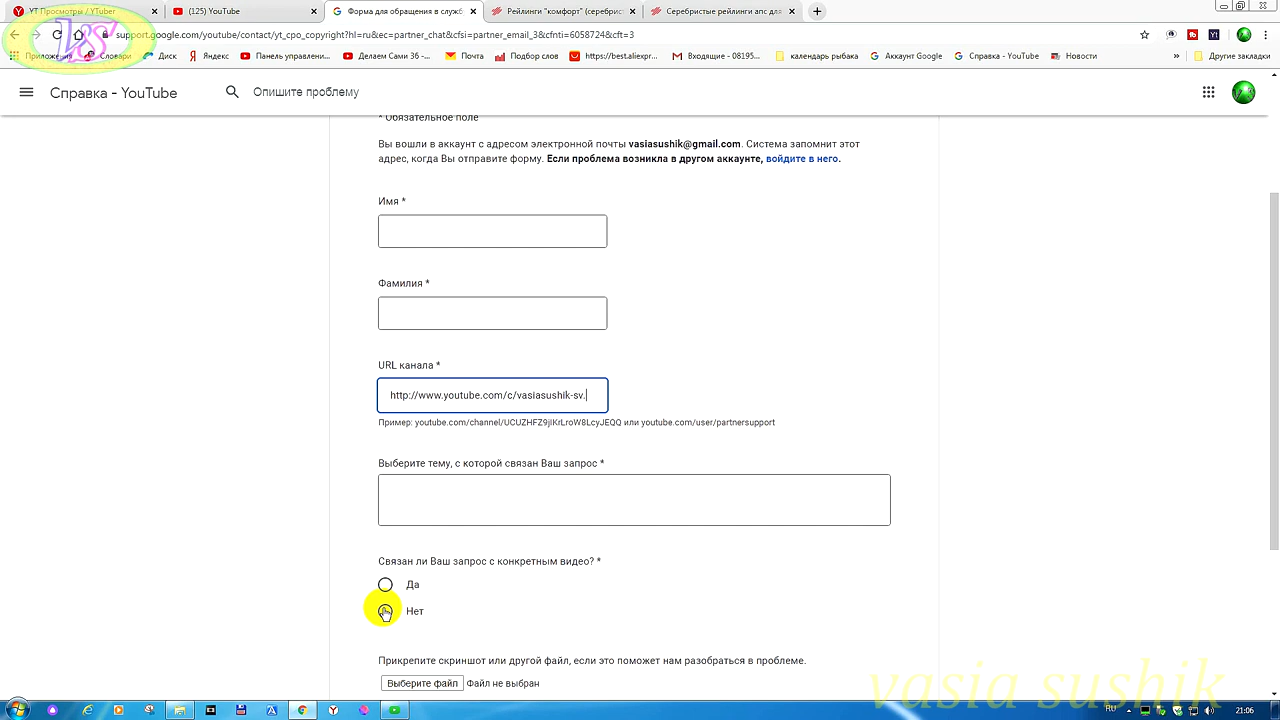 YT Просмотры / YTuber
(125) YouTube
Форма для обращения в служб
Рейлинги "комфорт" (серебрис
Серебристые рейлинги апс для
support.google.com/youtube/contact/yt_cpo_copyright?hl=ru&ec=partner_chat&cfsi=partner_email_3&cfnti=6058724&cft=3
Приложения
Словари
Диск
Яндекс
Панель управлени...
Делаем Сами 36 -...
Почта
Подбор слов
https://best.aliexpr...
Входящие - 08195...
календарь рыбака
Аккаунт Google
Справка - YouTube
Новости
»
Другие закладки
VS
Справка - YouTube
Опишите проблему
* Обязательное поле
Вы вошли в аккаунт с адресом электронной почты vasiasushik@gmail.com. Система запомнит этот
адрес, когда Вы отправите форму. Если проблема возникла в другом аккаунте, войдите в него.
Имя *
Фамилия *
URL канала *
http://www.youtube.com/c/vasiasushik-sv.
Пример: youtube.com/channel/UCUZHFZ9jIKrLroW8LcyJEQQ или youtube.com/user/partnersupport
Выберите тему, с которой связан Ваш запрос *
Связан ли Ваш запрос с конкретным видео? *
Да
Нет
Прикрепите скриншот или другой файл, если это поможет нам разобраться в проблеме.
Выберите файл Файл не выбран
vasia sushik
RU
21:06